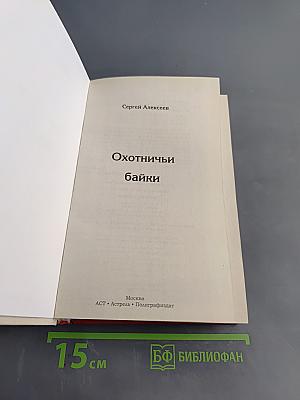 Сергей Алексеев
Охотничьи
байки
Москва
АСТ • Астрель • Полиграфиздат
15 см
БФ БИБЛИОФАН